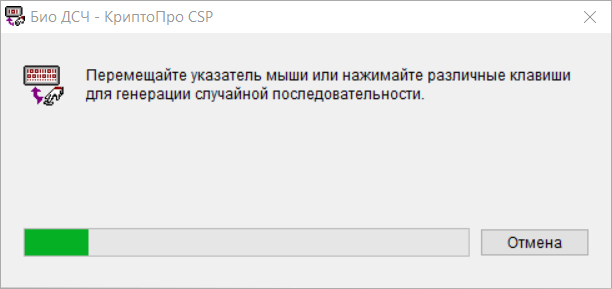 Био ДСЧ - КриптоПро CSP
Перемещайте указатель мыши или нажимайте различные клавиши
для генерации случайной последовательности.
Отмена